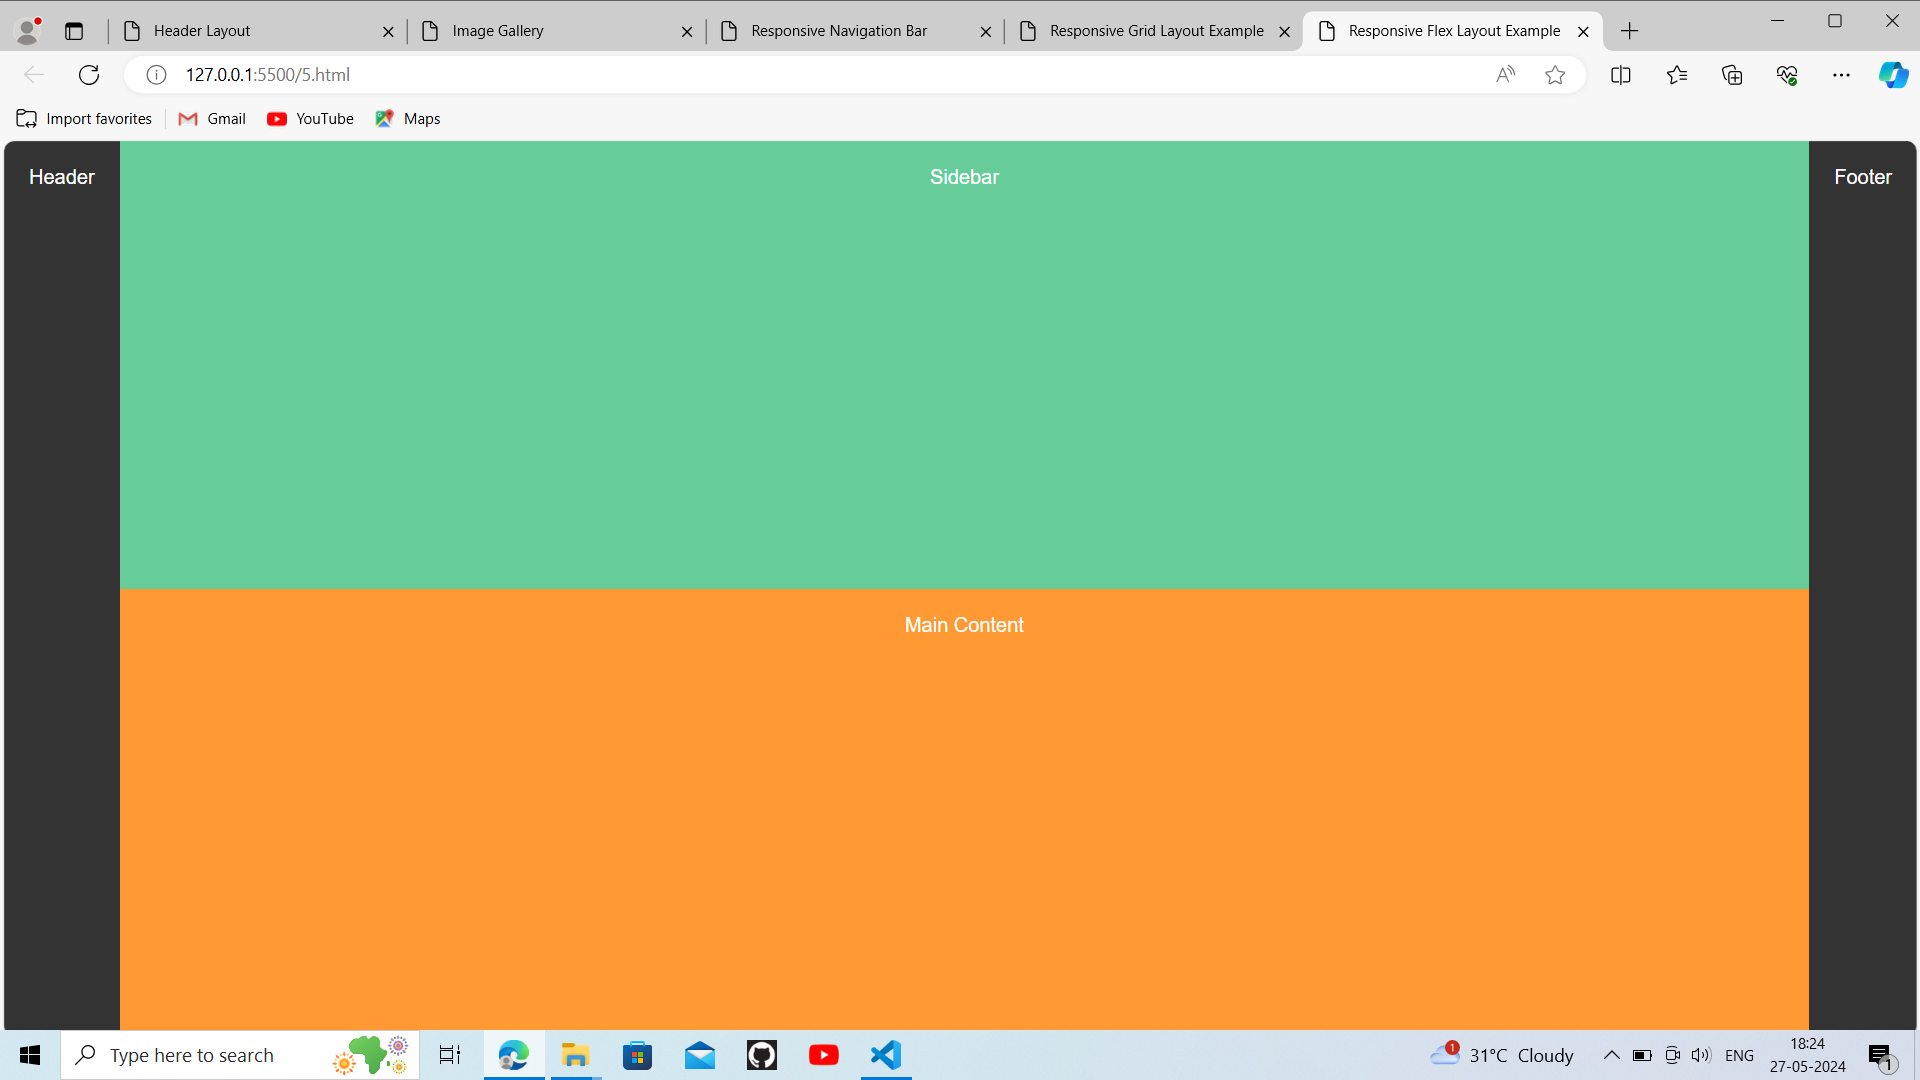 Header Layout
Image Gallery
Responsive Navigation Bar
Responsive Grid Layout Example
Responsive Flex Layout Example
127.0.0.1:5500/5.html
Import favorites
Gmail
YouTube
Maps
Header
Sidebar
Footer
Main Content
Type here to search
1
31°C Cloudy
ENG
18:24
27-05-2024
1